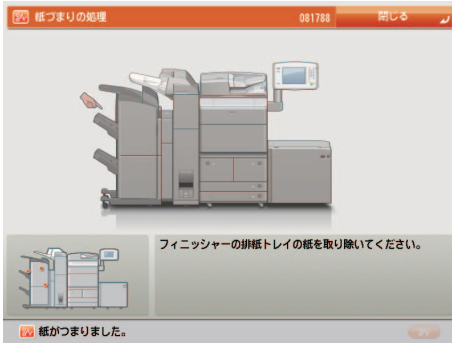 紙づまりの処理
081788
閉じる
フィニッシャーの排紙トレイの紙を取り除いてください。
紙がつまりました。